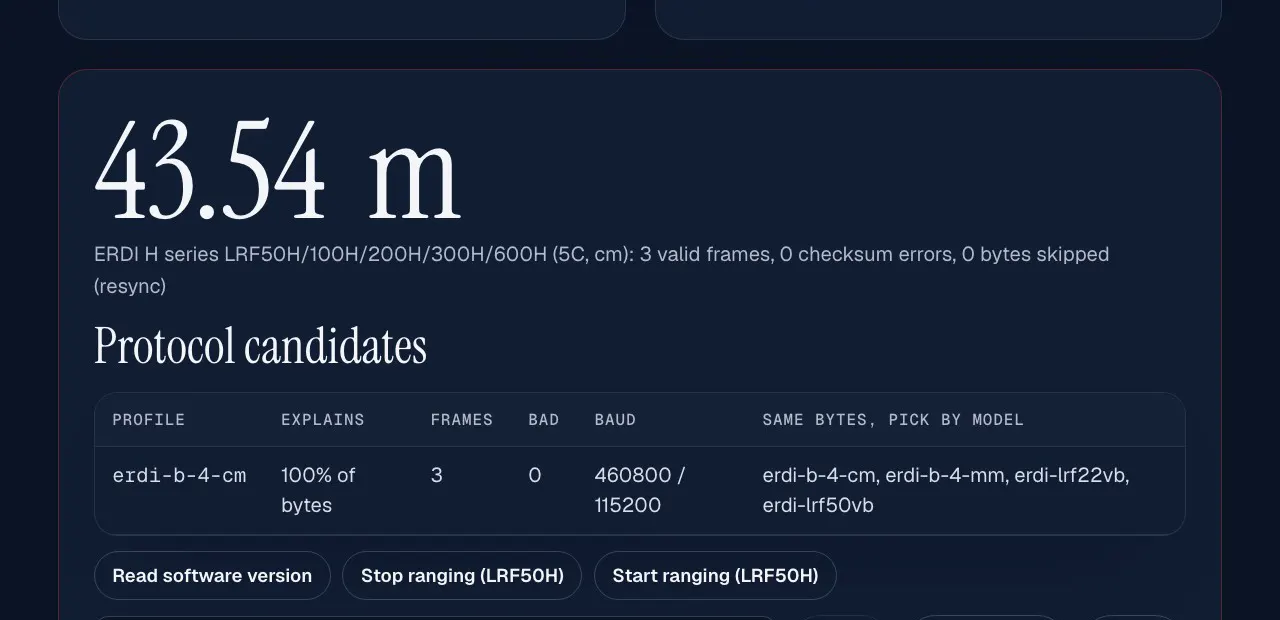 43.54 m
ERDI H series LRF50H/100H/200H/300H/600H (5C, cm): 3 valid frames, 0 checksum errors, 0 bytes skipped
(resync)
Protocol candidates
PROFILE EXPLAINS FRAMES BAD BAUD SAME BYTES, PICK BY MODEL
erdi-b-4-cm 100% of 3 0 460800 / erdi-b-4-cm, erdi-b-4-mm, erdi-lrf22vb,
bytes 115200 erdi-lrf50vb
Read software version Stop ranging (LRF50H) Start ranging (LRF50H)